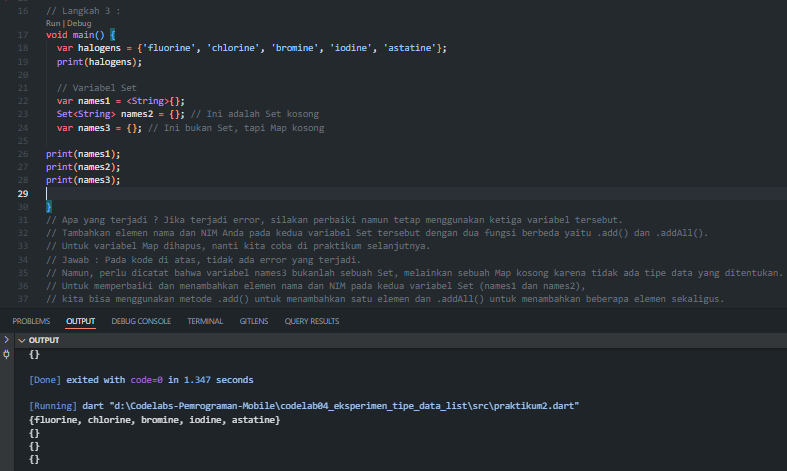 16 // Langkah 3 :
Run | Debug
17 void main() {
18 var halogens = {'fluorine', 'chlorine', 'bromine', 'iodine', 'astatine'};
19 print(halogens);
20
21 // Variabel Set
22 var names1 = <String>{};
23 Set<String> names2 = {}; // Ini adalah Set kosong
24 var names3 = {}; // Ini bukan Set, tapi Map kosong
25
26 print(names1);
27 print(names2);
28 print(names3);
29
30 }
31 // Apa yang terjadi ? Jika terjadi error, silakan perbaiki namun tetap menggunakan ketiga variabel tersebut.
32 // Tambahkan elemen nama dan NIM Anda pada kedua variabel Set tersebut dengan dua fungsi berbeda yaitu .add() dan .addAll().
33 // Untuk variabel Map dihapus, nanti kita coba di praktikum selanjutnya.
34 // Jawab : Pada kode di atas, tidak ada error yang terjadi.
35 // Namun, perlu dicatat bahwa variabel names3 bukanlah sebuah Set, melainkan sebuah Map kosong karena tidak ada tipe data yang ditentukan.
36 // Untuk memperbaiki dan menambahkan elemen nama dan NIM pada kedua variabel Set (names1 dan names2),
37 // kita bisa menggunakan metode .add() untuk menambahkan satu elemen dan .addAll() untuk menambahkan beberapa elemen sekaligus.
PROBLEMS OUTPUT DEBUG CONSOLE TERMINAL GITLENS QUERY RESULTS
OUTPUT
{}
[Done] exited with code=0 in 1.347 seconds
[Running] dart "d:\Codelabs-Pemrograman-Mobile\codelab04_eksperimen_tipe_data_list\src\praktikum2.dart"
{fluorine, chlorine, bromine, iodine, astatine}
{}
{}
{}